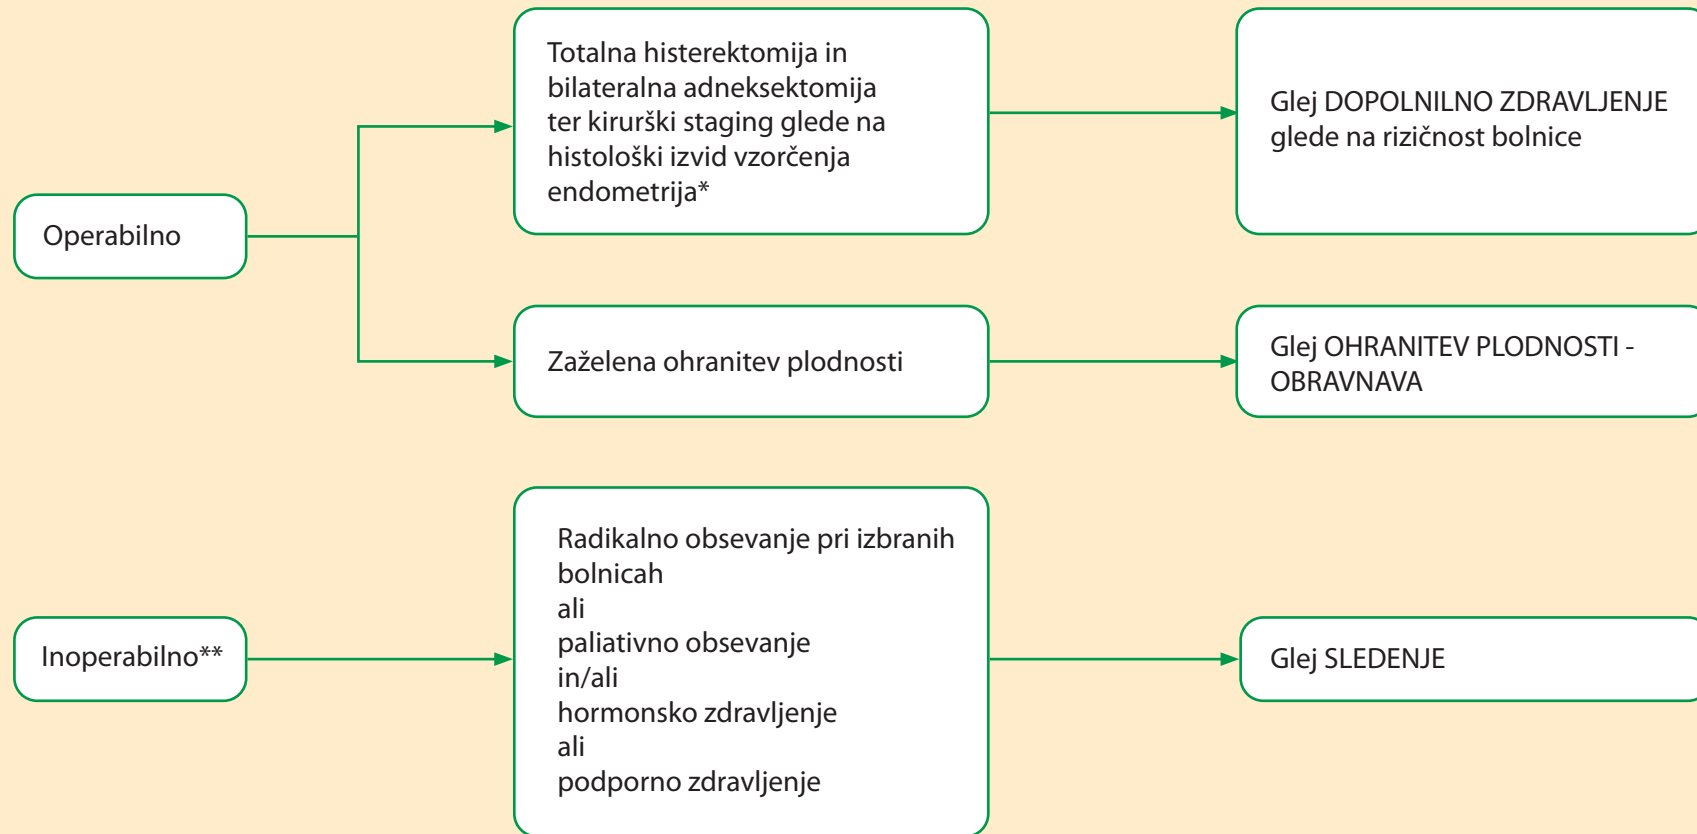 Operabilno
Totalna histerektomija in
bilateralna adneksektomija
ter kirurški staging glede na
histološki izvid vzorčenja
endometrija*
Glej DOPOLNILNO ZDRAVLJENJE
glede na rizičnost bolnice
Zaželena ohranitev plodnosti
Glej OHRANITEV PLODNOSTI -
OBRAVNAVA
Inoperabilno**
Radikalno obsevanje pri izbranih
bolnicah
ali
paliativno obsevanje
in/ali
hormonsko zdravljenje
ali
podporno zdravljenje
Glej SLEDENJE